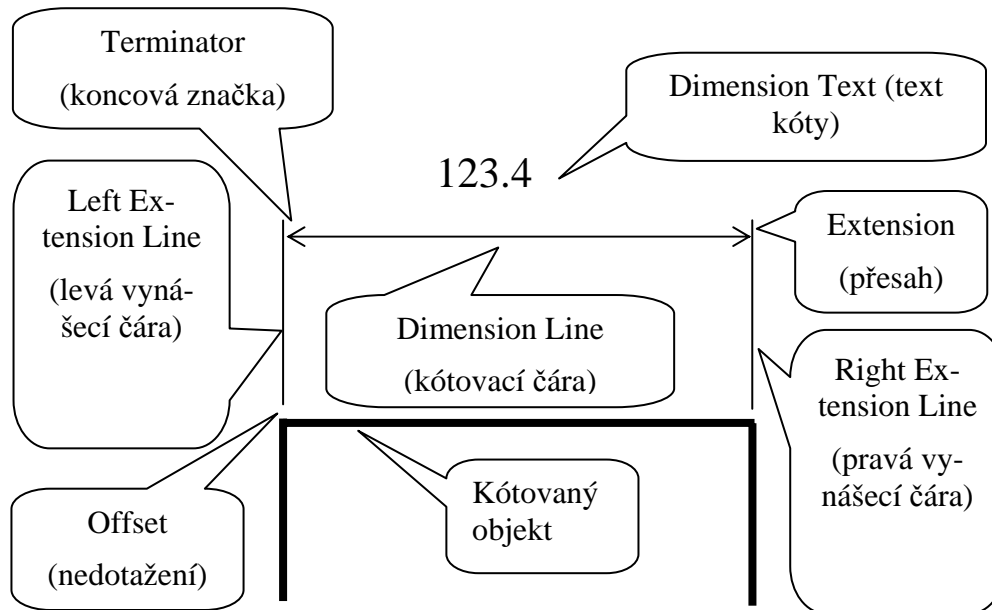 Terminator
(koncová značka)
Dimension Text (text
kóty)
123.4
Left Ex-
tension Line
(levá vyná-
šecí čára)
Extension
(přesah)
Dimension Line
(kótovací čára)
Right Ex-
tension Line
(pravá vy-
nášecí čára)
Offset
(nedotažení)
Kótovaný
objekt